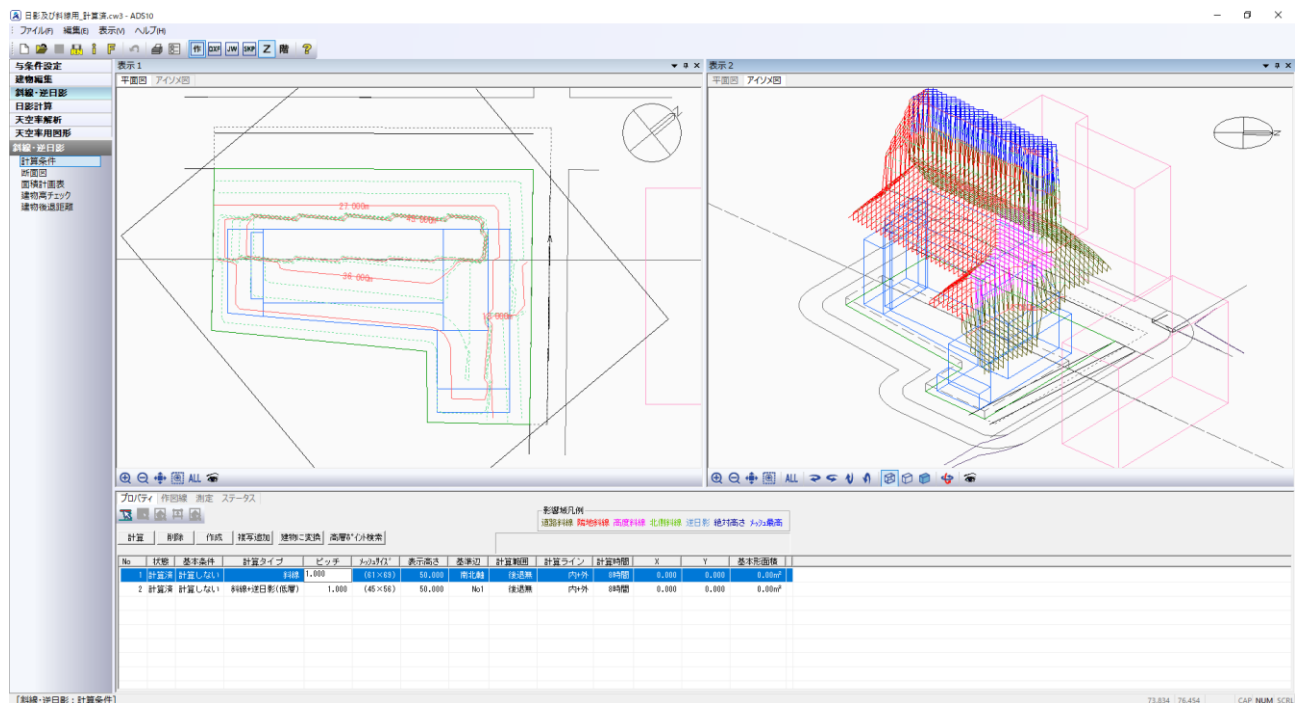 日影及び斜線用_計算済.cw3 - ADS10
ファイル(F) 編集(E) 表示(V) ヘルプ(H)
作 DXF JW SKP Z 階
与条件設定
建物編集
斜線・逆日影
日影計算
天空率解析
天空率用図形
斜線・逆日影
計算条件
断面図
面積計画表
建物高チェック
建物後退距離
表示1
平面図 アイソメ図
27.000m
36.000m
ALL
表示2
平面図 アイソメ図
N
ALL
プロパティ 作図線 測定 ステータス
影響域凡例
道路斜線 隣地斜線 高度斜線 北側斜線 逆日影 絶対高さ メッシュ最高
計算 削除 作成 複写追加 建物に変換 高層ポイント検索
No 状態 基本条件 計算タイプ ピッチ メッシュサイズ 表示高さ 基準辺 計算範囲 計算ライン 計算時間 X Y 基本形面積
1 計算済 計算しない 斜線 1.000 (61×69) 50.000 南北軸 後退無 内+外 8時間 0.000 0.000 0.00m²
2 計算済 計算しない 斜線+逆日影(低層) 1.000 (45×56) 50.000 No1 後退無 内+外 8時間 0.000 0.000 0.00m²
[斜線・逆日影 : 計算条件]
73.834 76.454 CAP NUM SCRL